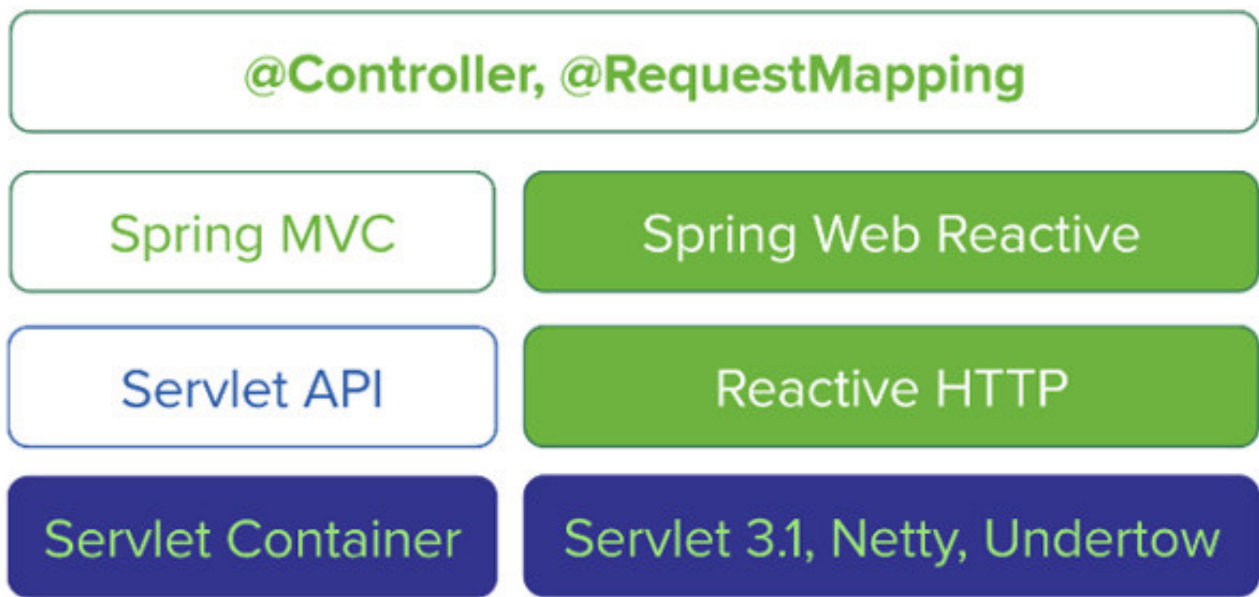 @Controller, @RequestMapping
Spring MVC
Spring Web Reactive
Servlet API
Reactive HTTP
Servlet Container
Servlet 3.1, Netty, Undertow